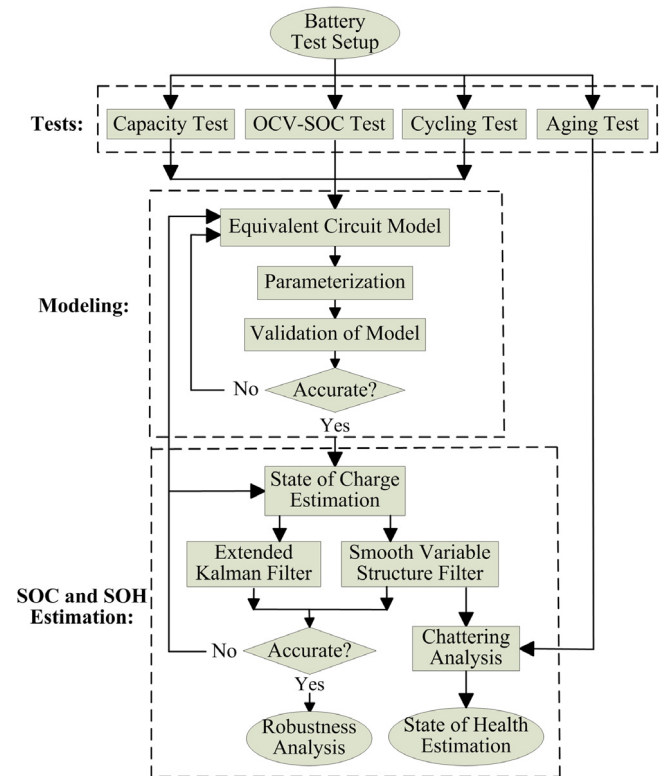 Battery
Test Setup
Tests:
Capacity Test
OCV-SOC Test
Cycling Test
Aging Test
Equivalent Circuit Model
Parameterization
Modeling:
Validation of Model
No
Accurate?
Yes
State of Charge
Estimation
Extended
Kalman Filter
Smooth Variable
Structure Filter
SOC and SOH
Estimation:
No
Accurate?
Chattering
Analysis
Yes
Robustness
Analysis
State of Health
Estimation